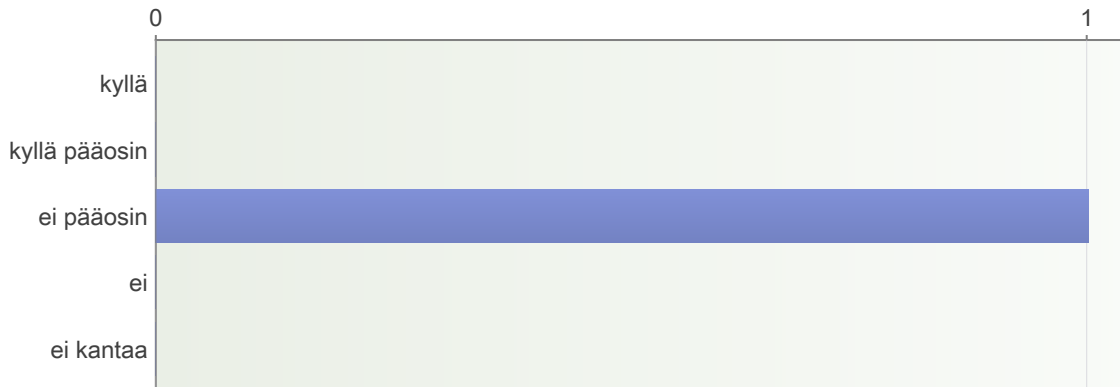 0 1
kyllä
kyllä pääosin
ei pääosin
ei
ei kantaa